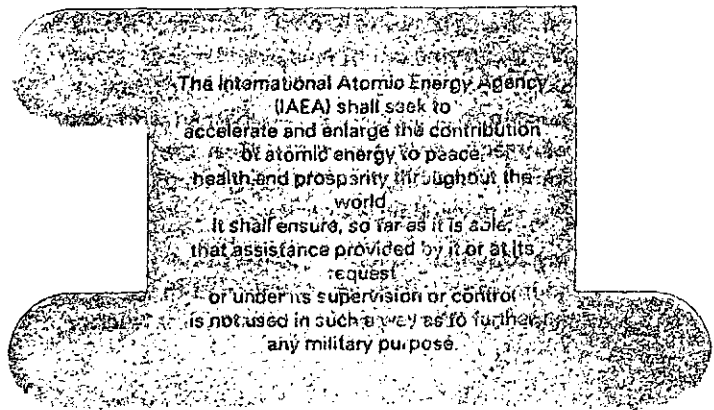 The International Atomic Energy Agency
(IAEA) shall seek to
accelerate and enlarge the contribution
of atomic energy to peace,
health and prosperity throughout the
world
It shall ensure, so far as it is able,
that assistance provided by it or at its
request
or under its supervision or control
is not used in such a way as to further
any military purpose.